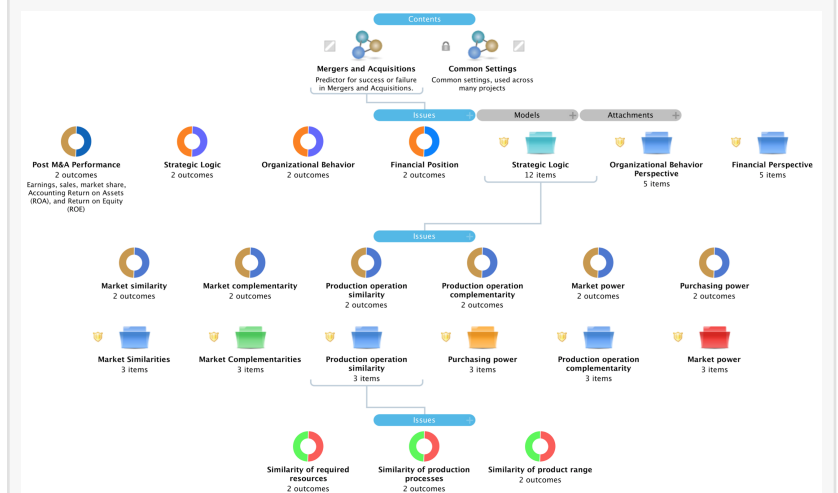 Contents
Mergers and Acquisitions
Predictor for success or failure
in Mergers and Acquisitions.
Common Settings
Common settings, used across
many projects
Issues
Models
Attachments
Post M&A Performance
2 outcomes
Earnings, sales, market share,
Accounting Return on Assets
(ROA), and Return on Equity
(ROE)
Strategic Logic
2 outcomes
Organizational Behavior
2 outcomes
Financial Position
2 outcomes
Strategic Logic
12 items
Organizational Behavior
Perspective
5 items
Financial Perspective
5 items
Issues
Market similarity
2 outcomes
Market complementarity
2 outcomes
Production operation
similarity
2 outcomes
Production operation
complementarity
2 outcomes
Market power
2 outcomes
Purchasing power
2 outcomes
Market Similarities
3 items
Market Complementarities
3 items
Production operation
similarity
3 items
Purchasing power
3 items
Production operation
complementarity
3 items
Market power
3 items
Issues
Similarity of required
resources
2 outcomes
Similarity of production
processes
2 outcomes
Similarity of product range
2 outcomes